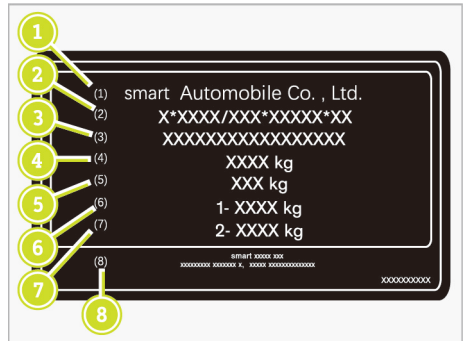 1
2
3
4
5
6
7
8
(1) smart Automobile Co. , Ltd.
(2) X*XXXX/XXX*XXXXX*XX
(3) XXXXXXXXXXXXXXXXX
(4) XXXX kg
(5) XXX kg
(6) 1- XXXX kg
(7) 2- XXXX kg
(8) smart xxxxx xxx
xxxxxxxxx xxxxxxx x, xxxxx xxxxxxxxxxxxxx
XXXXXXXXXX